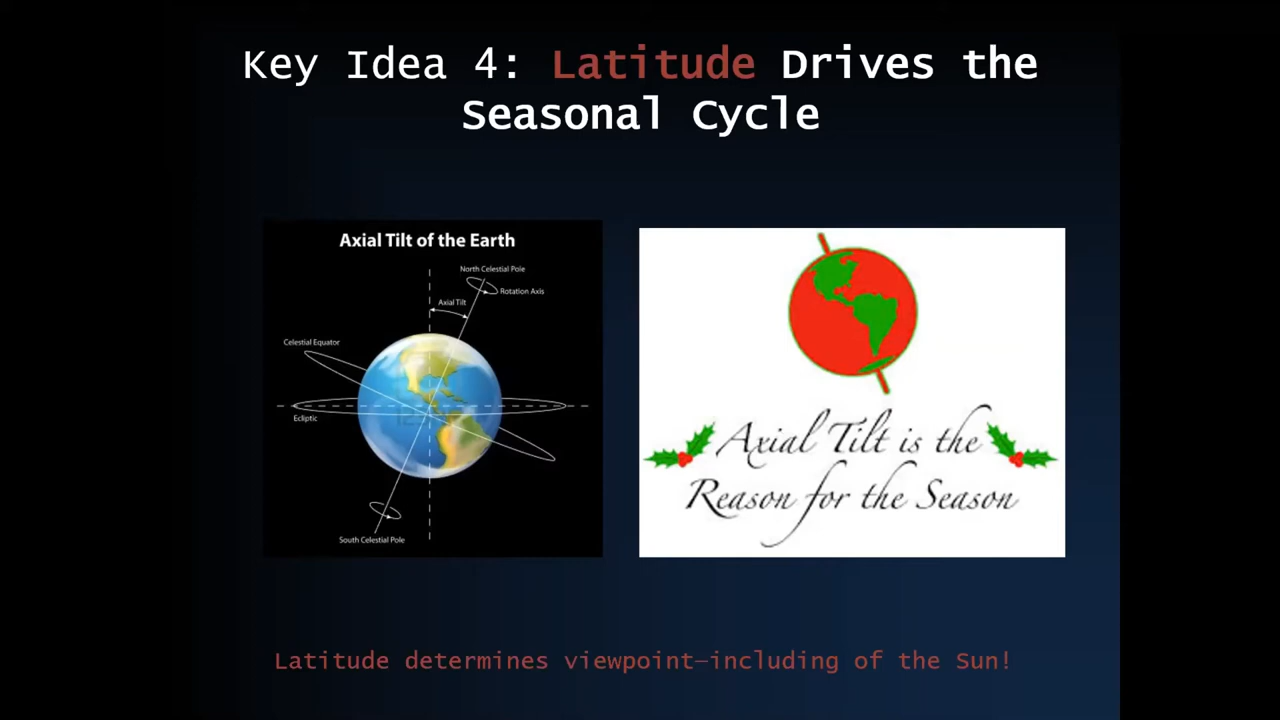 Key Idea 4: Latitude Drives the
Seasonal Cycle
Axial Tilt of the Earth
North Celestial Pole
Rotation Axis
Axial Tilt
Celestial Equator
Ecliptic
South Celestial Pole
Axial Tilt is the
Reason for the Season
Latitude determines viewpoint—including of the Sun!